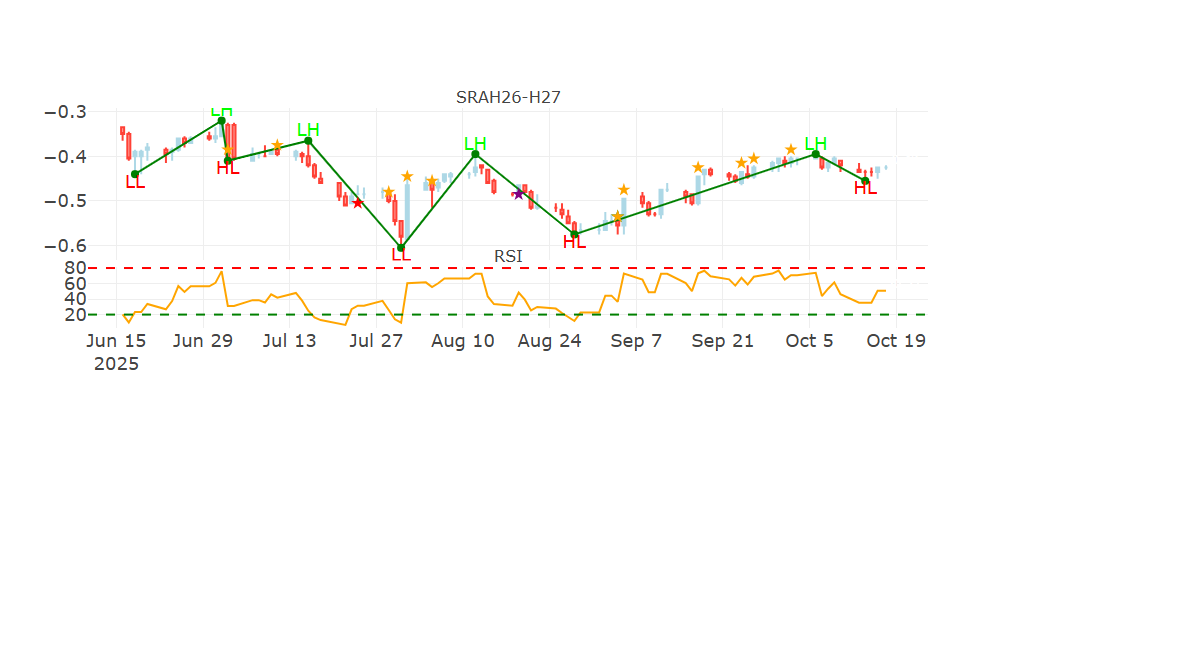 SRAH26-H27
−0.3
−0.4
−0.5
−0.6
LL
LH
HL
LH
LL
LH
HL
LH
HL
RSI
80
60
40
20
Jun 15 Jun 29 Jul 13 Jul 27 Aug 10 Aug 24 Sep 7 Sep 21 Oct 5 Oct 19
2025